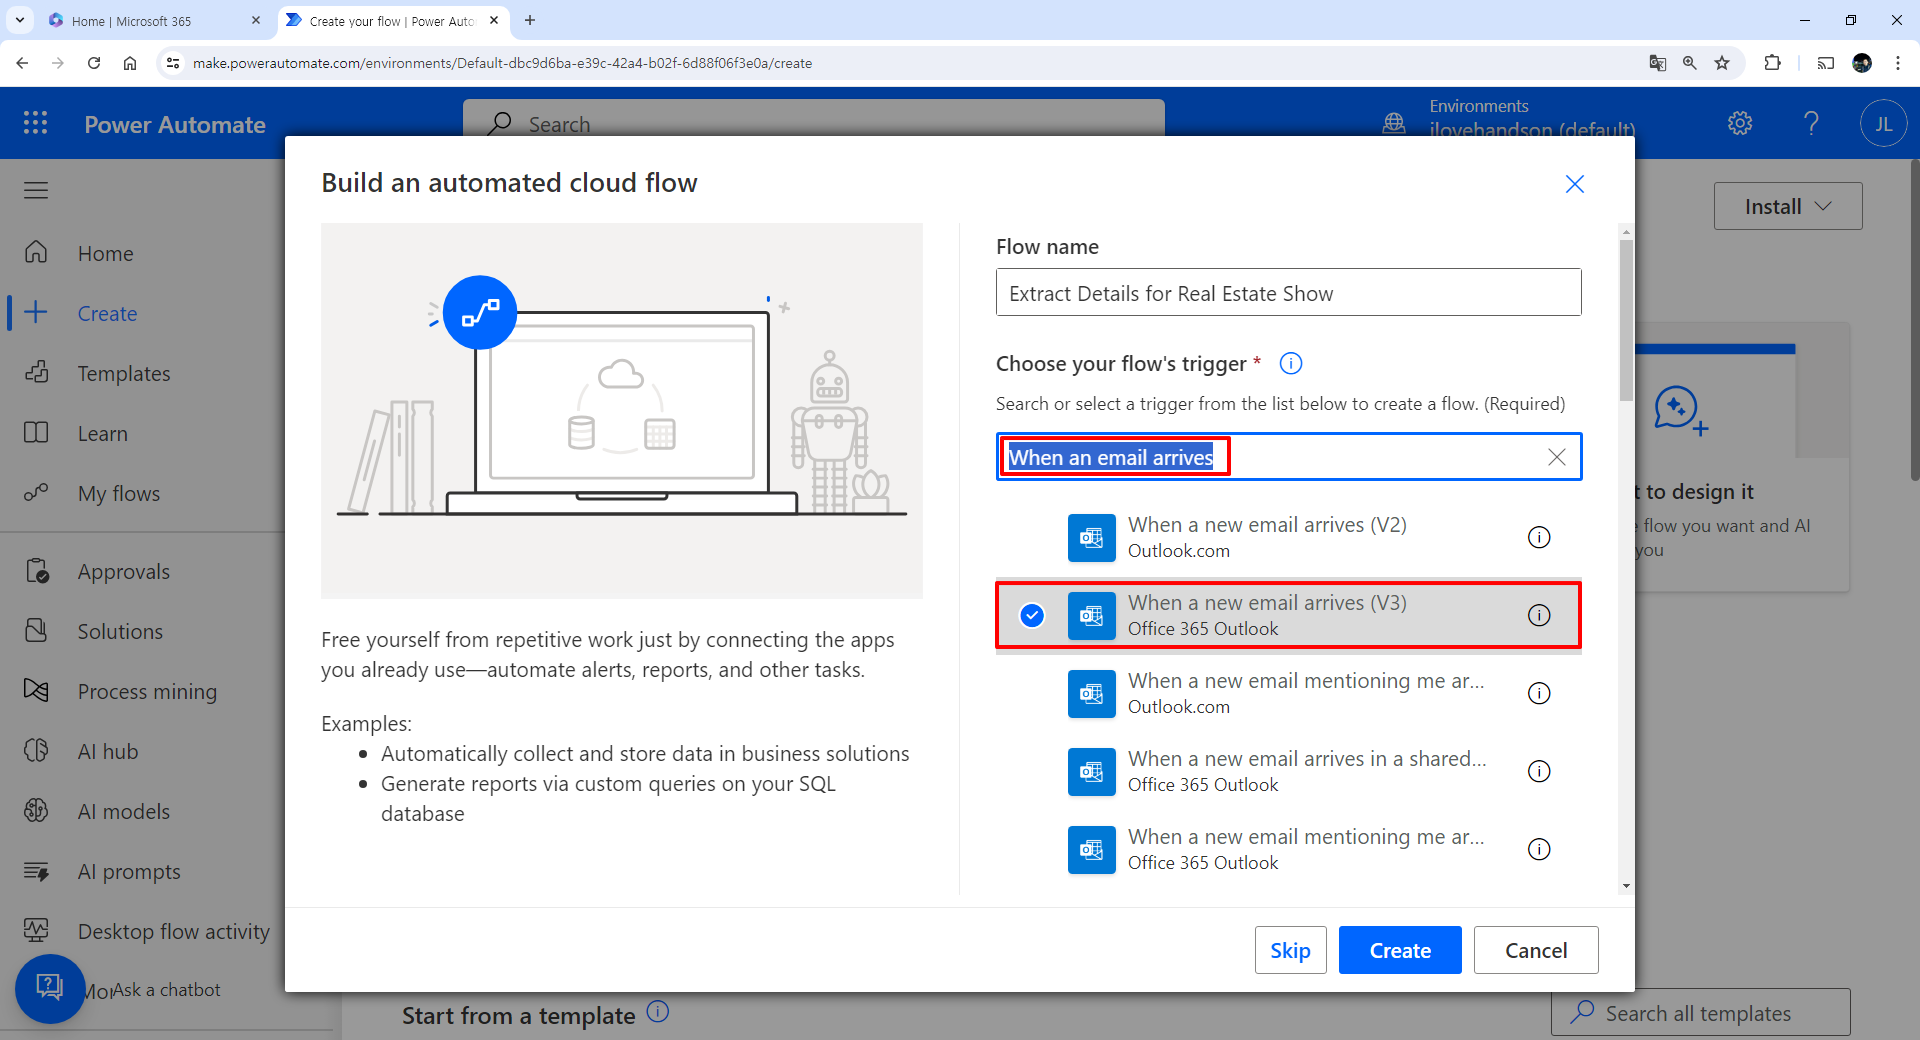 Home | Microsoft 365
Create your flow | Power Auto
make.powerautomate.com/environments/Default-dbc9d6ba-e39c-42a4-b02f-6d88f06f3e0a/create
Power Automate
Search
Environments
ilovehandson (default)
JL
Build an automated cloud flow
Install
Home
Create
Templates
Learn
My flows
Approvals
Solutions
Process mining
AI hub
AI models
AI prompts
Desktop flow activity
Ask a chatbot
Free yourself from repetitive work just by connecting the apps
you already use—automate alerts, reports, and other tasks.
Examples:
• Automatically collect and store data in business solutions
• Generate reports via custom queries on your SQL
database
Flow name
Extract Details for Real Estate Show
Choose your flow's trigger *
Search or select a trigger from the list below to create a flow. (Required)
When an email arrives
When a new email arrives (V2)
Outlook.com
When a new email arrives (V3)
Office 365 Outlook
When a new email mentioning me ar...
Outlook.com
When a new email arrives in a shared...
Office 365 Outlook
When a new email mentioning me ar...
Office 365 Outlook
Skip
Create
Cancel
t to design it
flow you want and AI
you
Start from a template
Search all templates